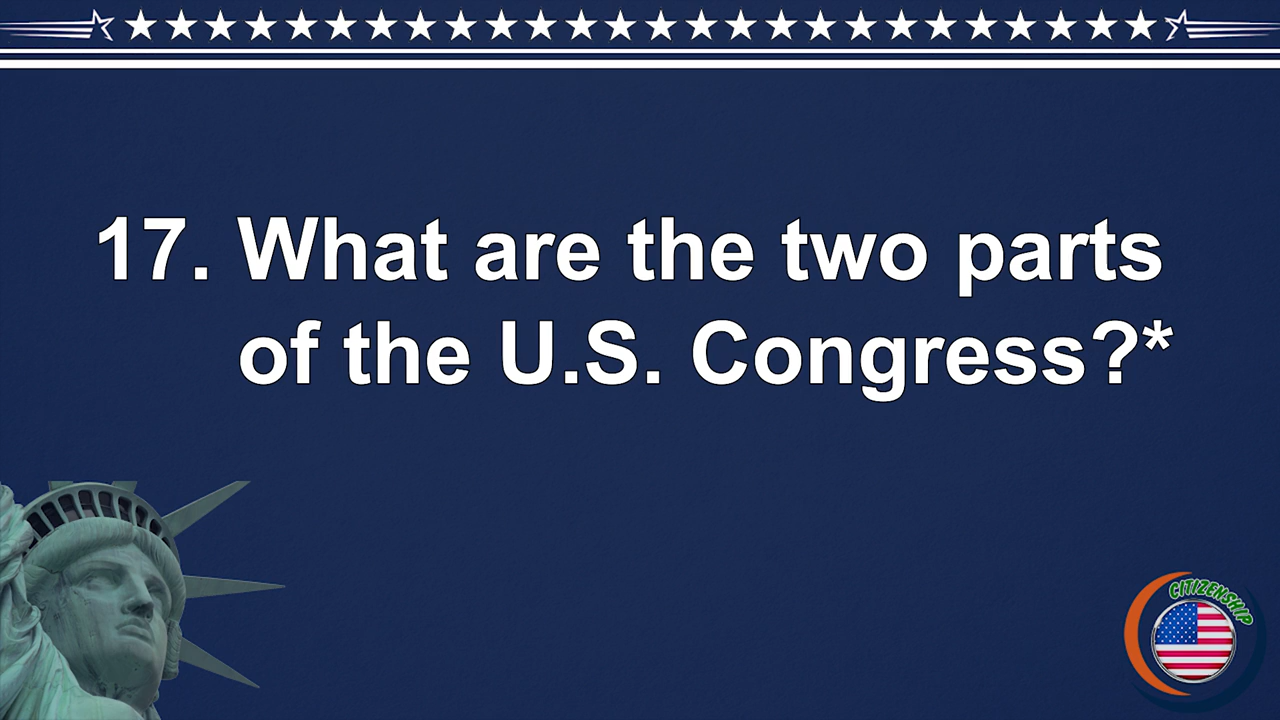 17. What are the two parts
of the U.S. Congress?*
CITIZENSHIP